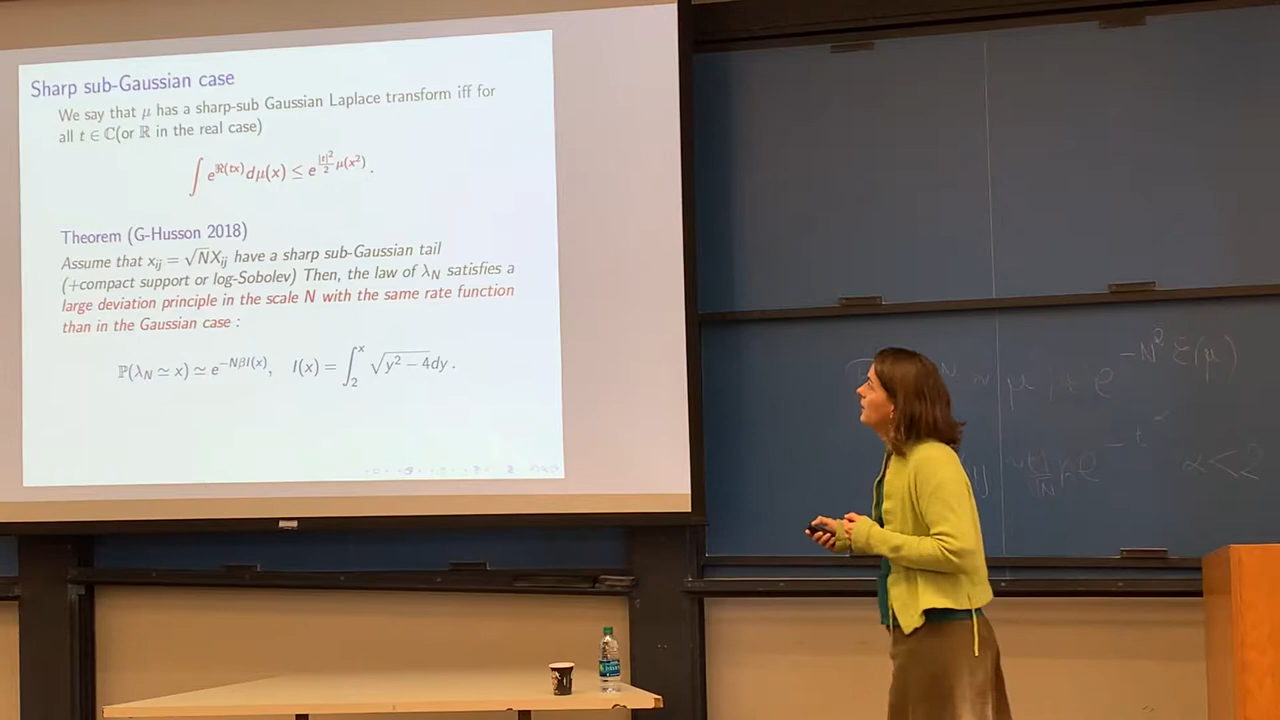 Sharp sub-Gaussian case
We say that μ has a sharp-sub Gaussian Laplace transform iff for
all t ∈ ℂ(or ℝ in the real case)
∫ e^{ℜ(tx)} dμ(x) ≤ e^{\frac{|t|^2}{2} μ(x^2)} .
Theorem (G-Husson 2018)
Assume that x_{ij} = √N X_{ij} have a sharp sub-Gaussian tail
(+compact support or log-Sobolev) Then, the law of λ_N satisfies a
large deviation principle in the scale N with the same rate function
than in the Gaussian case :
ℙ(λ_N ≃ x) ≃ e^{-NβI(x)}, I(x) = ∫_2^x √(y^2 − 4) dy .
N ~ μ e^{-N^2 Ɛ(μ)}
e^{-t^α} α<2